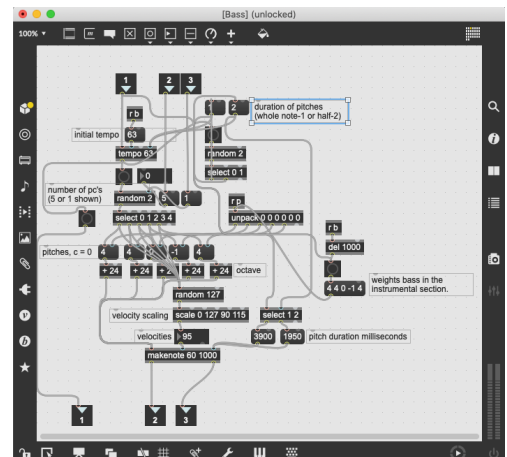 [Bass] (unlocked)
100%
1
2
3
r b
1
2
duration of pitches
(whole note-1 or half-2)
initial tempo
63
tempo 63
random 2
0
select 0 1
number of pc's
(5 or 1 shown)
random 2
5
1
r p
select 0 1 2 3 4
unpack 0 0 0 0 0 0
r b
del 1000
pitches, c = 0
4
4
-1
4
+ 24
+ 24
+ 24
+ 24
+ 24
octave
4 4 0 -1 4
weights bass in the
instrumental section.
random 127
velocity scaling
scale 0 127 90 115
select 1 2
velocities
95
3900
1950
pitch duration milliseconds
makenote 60 1000
1
2
3